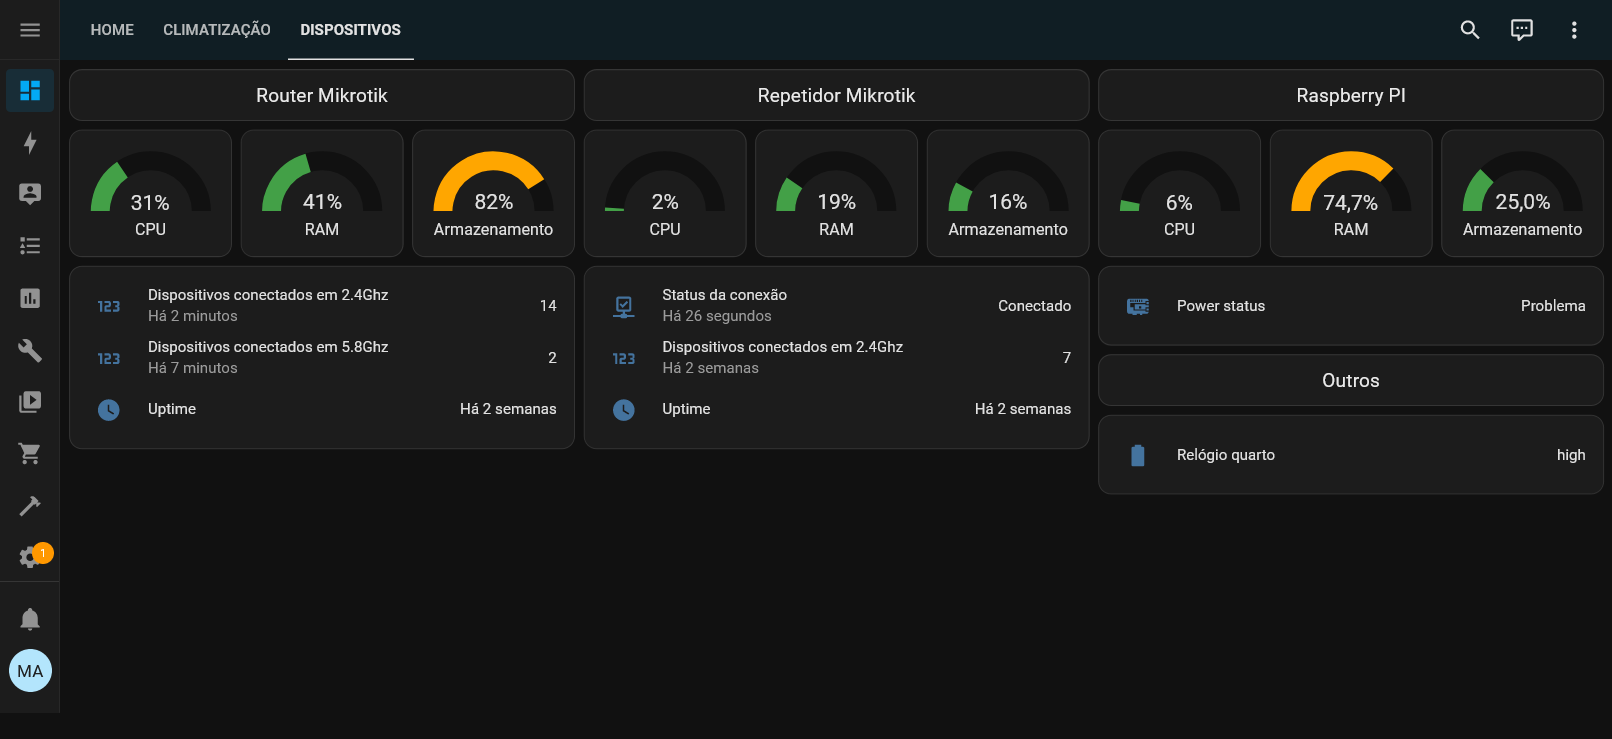 HOME CLIMATIZAÇÃO DISPOSITIVOS
Router Mikrotik
31%
CPU
41%
RAM
82%
Armazenamento
123 Dispositivos conectados em 2.4Ghz 14
Há 2 minutos
123 Dispositivos conectados em 5.8Ghz 2
Há 7 minutos
Uptime Há 2 semanas
Repetidor Mikrotik
2%
CPU
19%
RAM
16%
Armazenamento
Status da conexão Conectado
Há 26 segundos
123 Dispositivos conectados em 2.4Ghz 7
Há 2 semanas
Uptime Há 2 semanas
Raspberry PI
6%
CPU
74,7%
RAM
25,0%
Armazenamento
Power status Problema
Outros
Relógio quarto high
1
MA